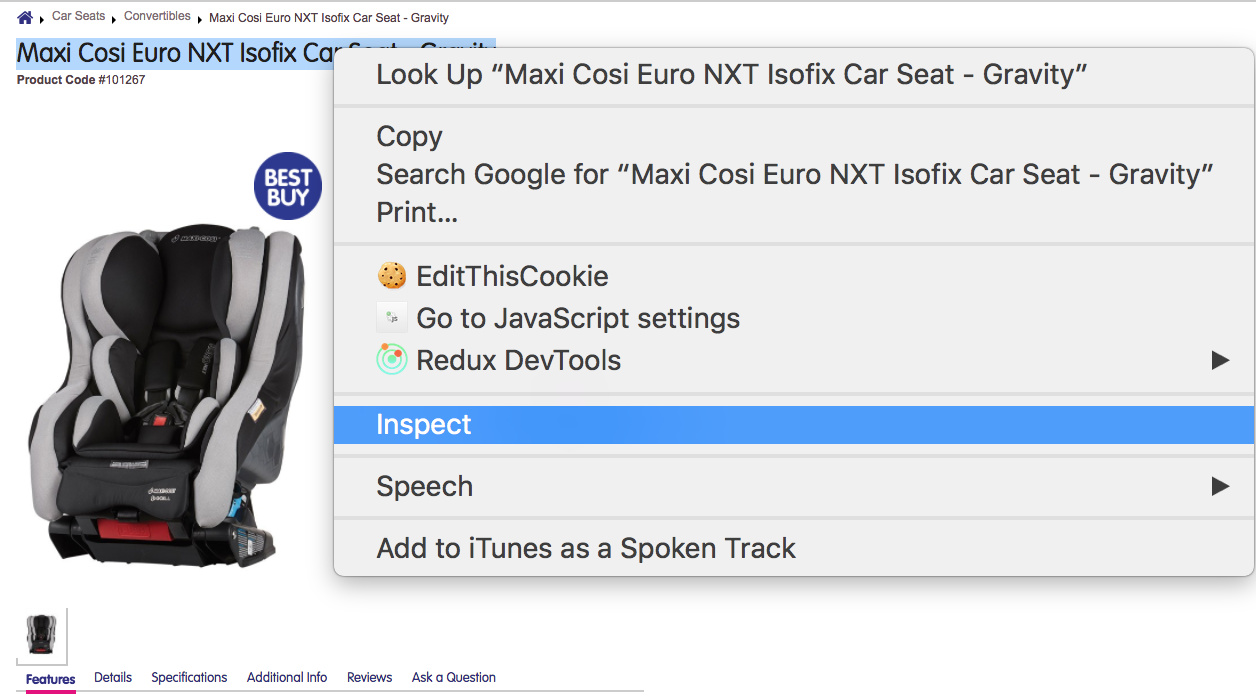 Car Seats Convertibles Maxi Cosi Euro NXT Isofix Car Seat - Gravity
Maxi Cosi Euro NXT Isofix Car Seat - Gravity
Product Code #101267
BEST
BUY
MAXI-COSI
Look Up “Maxi Cosi Euro NXT Isofix Car Seat - Gravity”
Copy
Search Google for “Maxi Cosi Euro NXT Isofix Car Seat - Gravity”
Print...
EditThisCookie
Go to JavaScript settings
Redux DevTools
Inspect
Speech
Add to iTunes as a Spoken Track
Features Details Specifications Additional Info Reviews Ask a Question